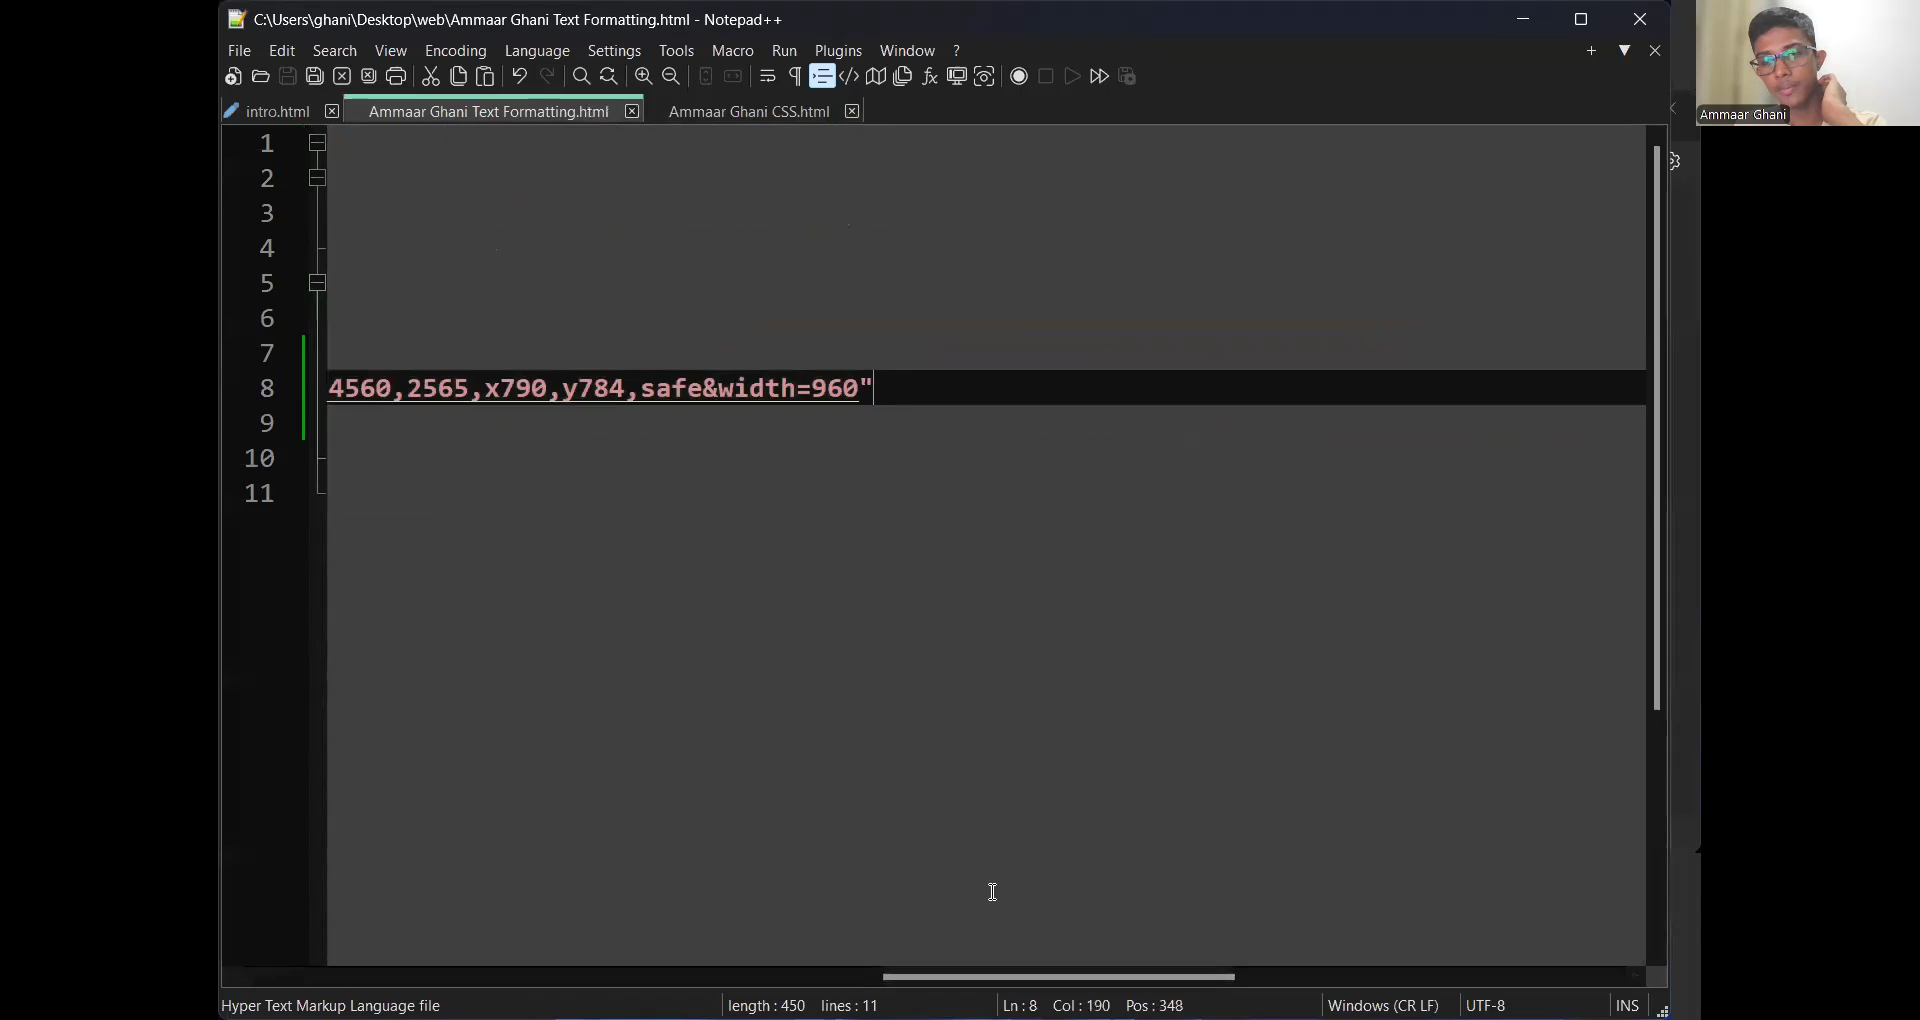 C:\Users\ghani\Desktop\web\Ammaar Ghani Text Formatting.html - Notepad++
File Edit Search View Encoding Language Settings Tools Macro Run Plugins Window ?
intro.html Ammaar Ghani Text Formatting.html Ammaar Ghani CSS.html
Ammaar Ghani
1
2
3
4
5
6
7
8 4560,2565,x790,y784,safe&width=960"
9
10
11
Hyper Text Markup Language file length : 450 lines : 11 Ln : 8 Col : 190 Pos : 348 Windows (CR LF) UTF-8 INS